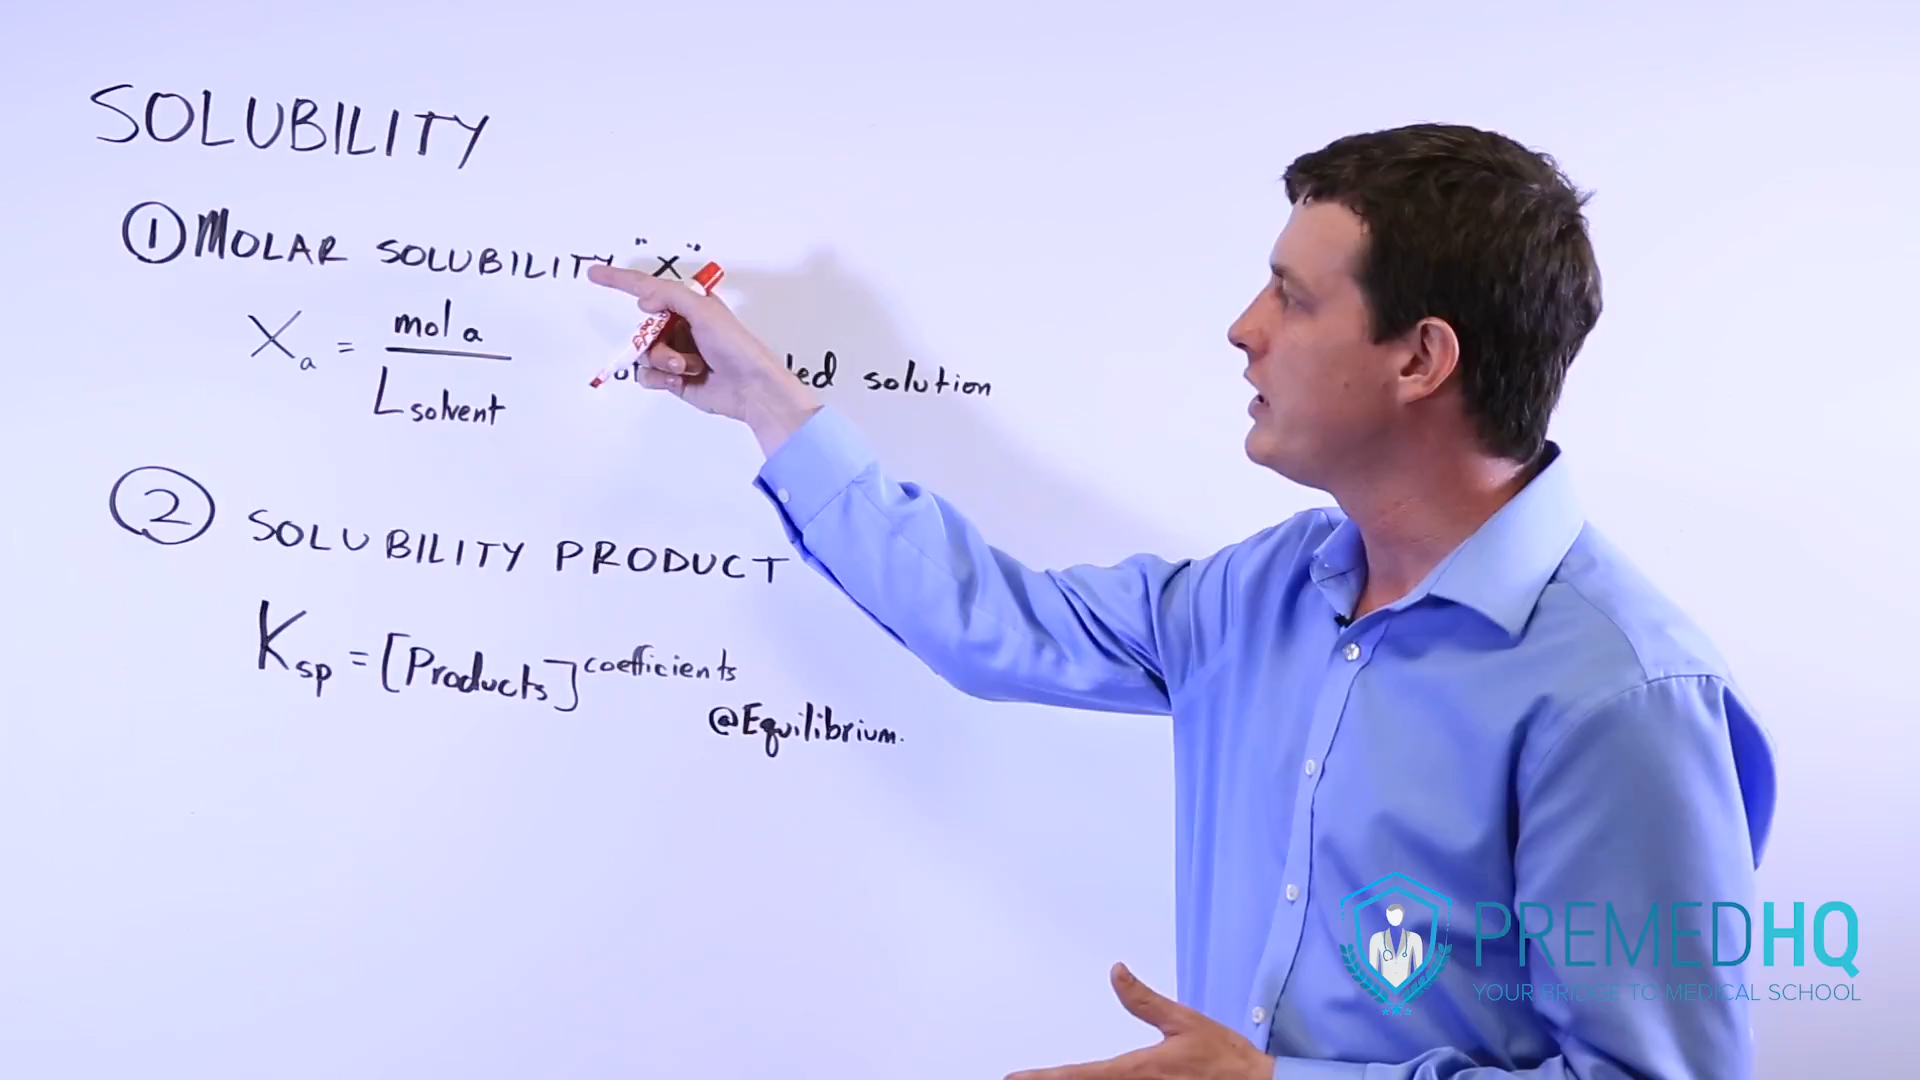 SOLUBILITY
① MOLAR SOLUBILITY "X"
Xa = mol a
L solvent
solution
② SOLUBILITY PRODUCT
Ksp = [Products]coefficients
@Equilibrium.
PREMEDHQ
YOUR BRIDGE TO MEDICAL SCHOOL